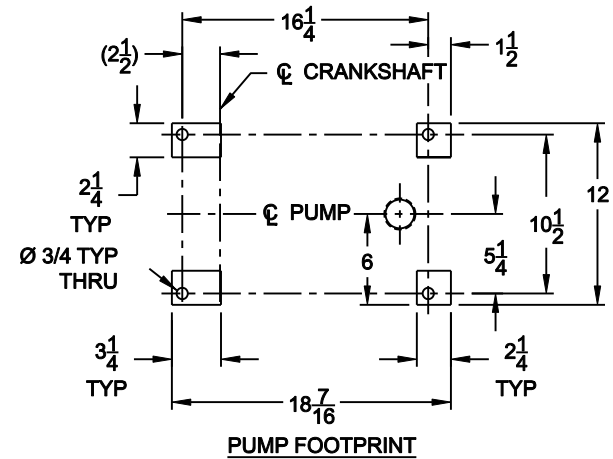 16 1/4
(2 1/2)
1 1/2
℄ CRANKSHAFT
2 1/4
TYP
12
℄ PUMP
10 1/2
Ø 3/4 TYP
THRU
6
5 1/4
3 1/4
TYP
2 1/4
TYP
18 7/16
PUMP FOOTPRINT